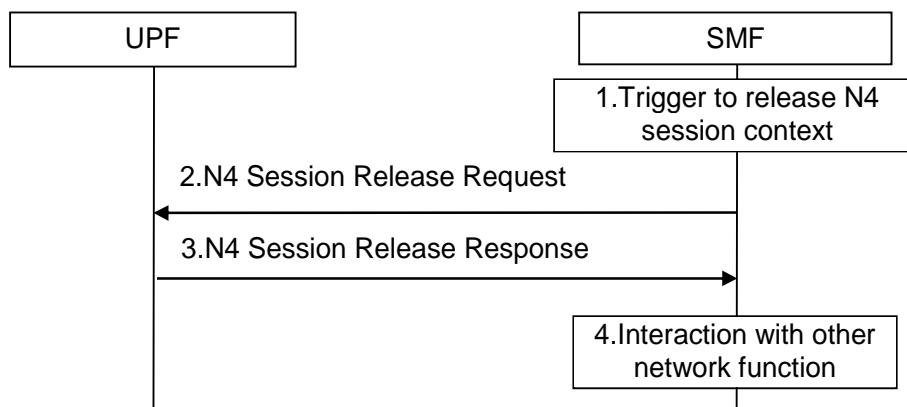 UPF
SMF
1.Trigger to release N4
session context
2.N4 Session Release Request
3.N4 Session Release Response
4.Interaction with other
network function